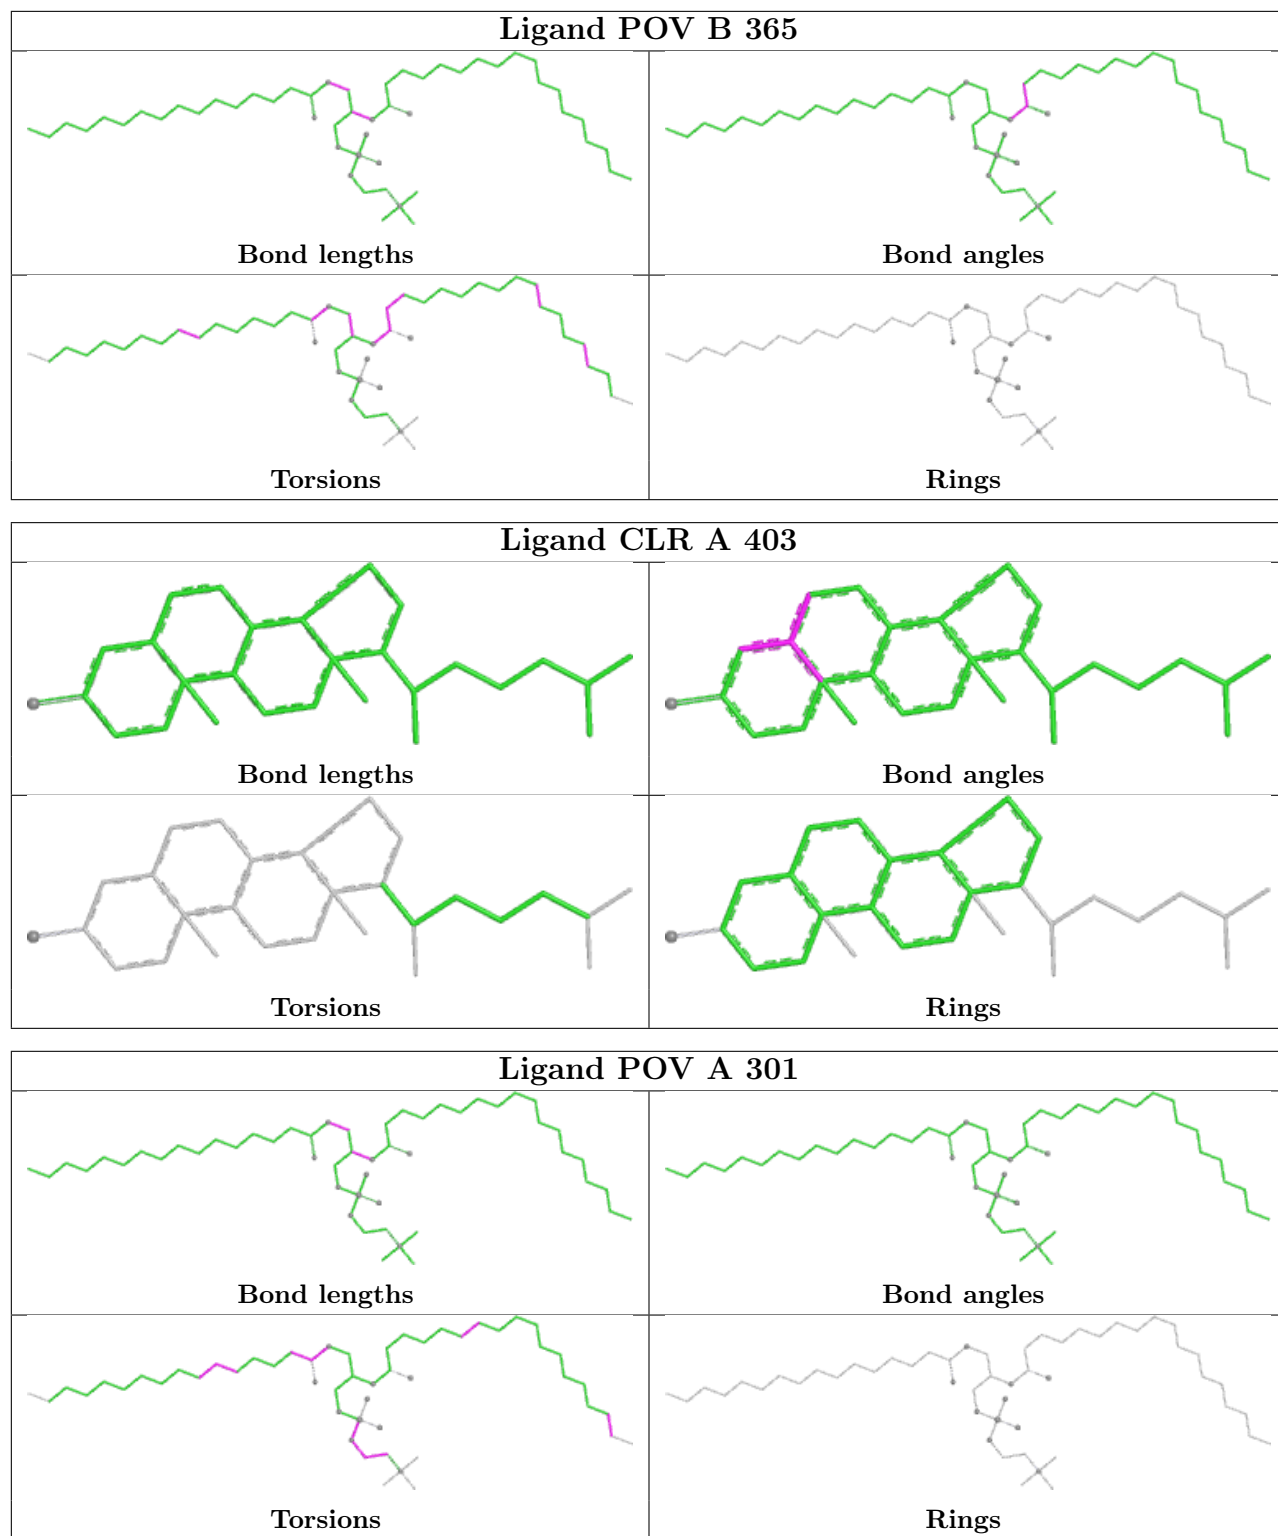 Ligand POV B 365
Bond lengths
Bond angles
Torsions
Rings
Ligand CLR A 403
Bond lengths
Bond angles
Torsions
Rings
Ligand POV A 301
Bond lengths
Bond angles
Torsions
Rings